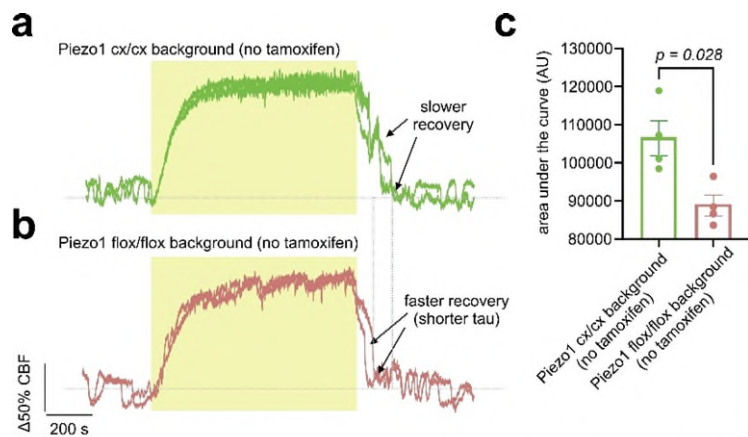 a
Piezo1 cx/cx background (no tamoxifen)
slower
recovery
b
Piezo1 flox/flox background (no tamoxifen)
faster recovery
(shorter tau)
Δ50% CBF
200 s
c
p = 0.028
area under the curve (AU)
130000
120000
110000
100000
90000
80000
Piezo1 cx/cx background
(no tamoxifen)
Piezo1 flox/flox background
(no tamoxifen)